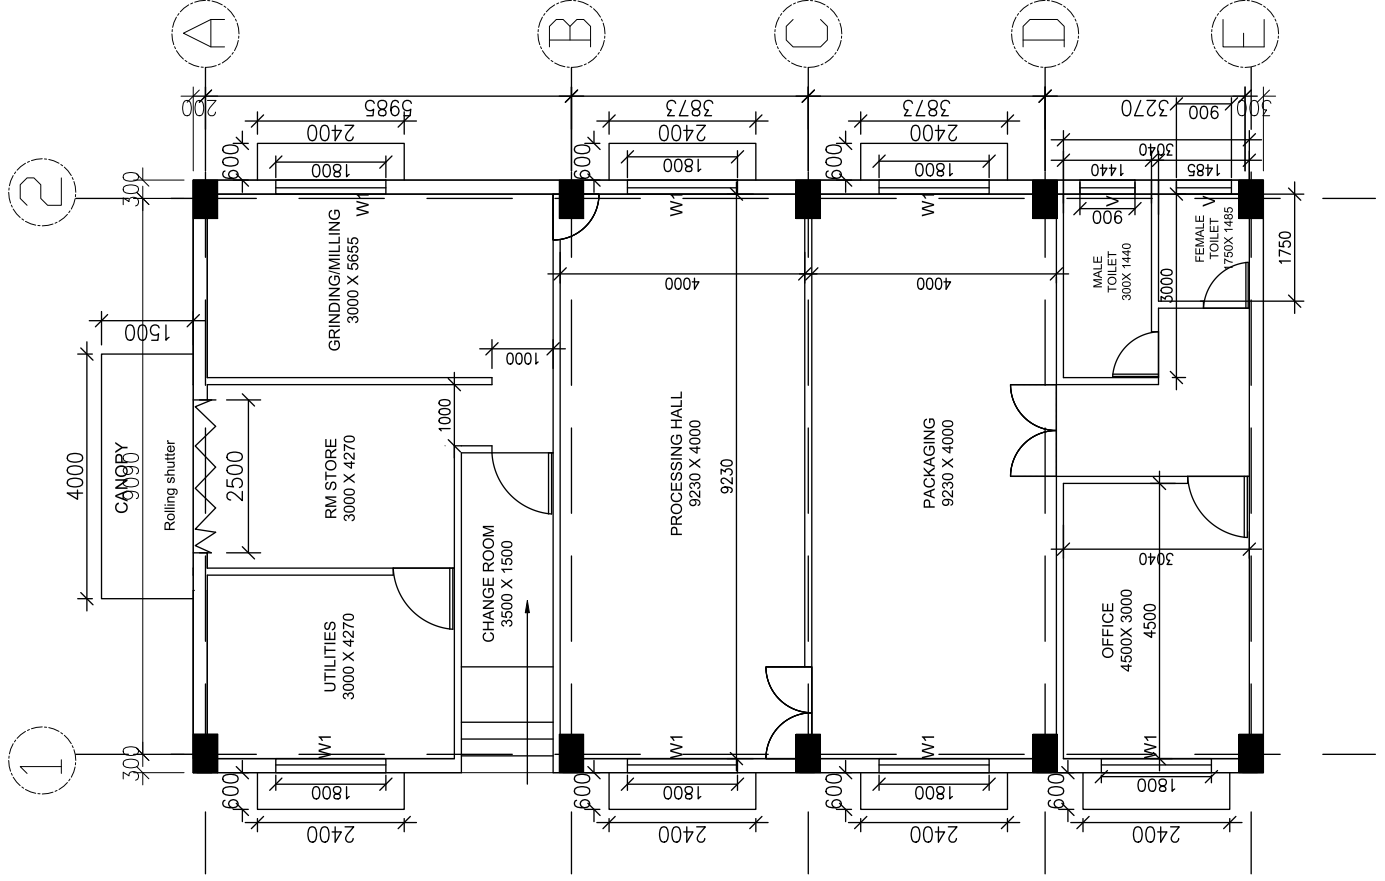 A
B
C
D
E
200
5985
3873
3873
3270
300
2400
2400
2400
900
3040
600
1800
600
1800
600
1800
1440
1485
2
300
W1
W1
W1
V
V
900
GRINDING/MILLING
3000 X 5655
MALE
TOILET
300X 1440
FEMALE
TOILET
1750X 1485
1750
3000
4000
4000
1500
1000
4000
CANOPY
9090
Rolling shutter
2500
RM STORE
3000 X 4270
1000
PROCESSING HALL
9230 X 4000
9230
PACKAGING
9230 X 4000
CHANGE ROOM
3500 X 1500
3040
UTILITIES
3000 X 4270
OFFICE
4500X 3000
4500
1
300
W1
W1
W1
W1
600
1800
600
1800
600
1800
600
1800
2400
2400
2400
2400